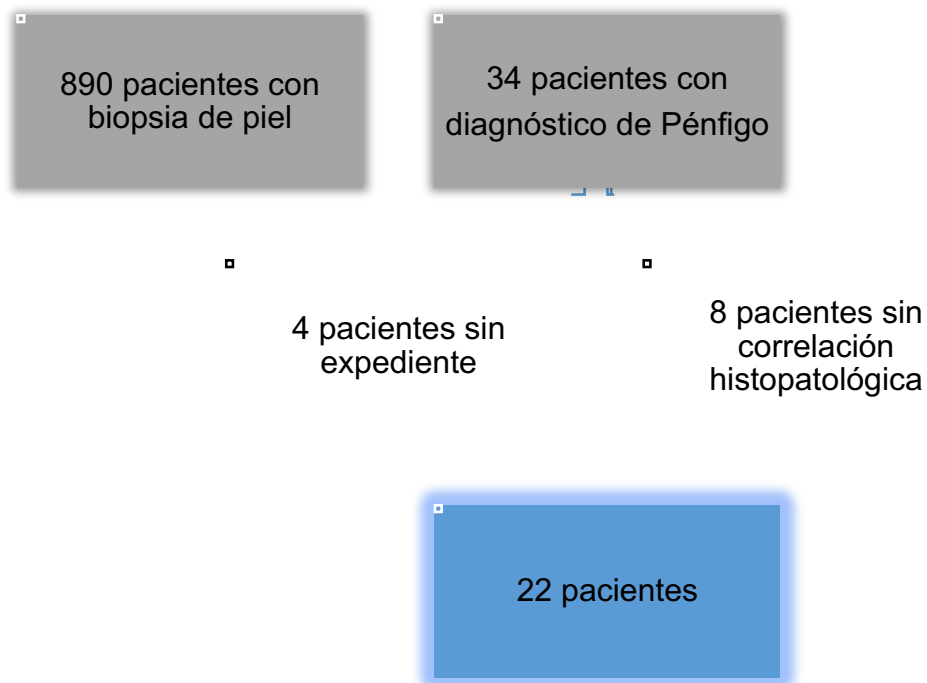 890 pacientes con
biopsia de piel
34 pacientes con
diagnóstico de Pénfigo
4 pacientes sin
expediente
8 pacientes sin
correlación
histopatológica
22 pacientes